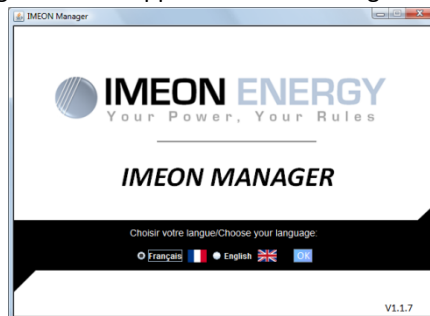 IMEON Manager
IMEON ENERGY
Your Power, Your Rules
IMEON MANAGER
Choisir votre langue/Choose your language:
Français English OK
V1.1.7